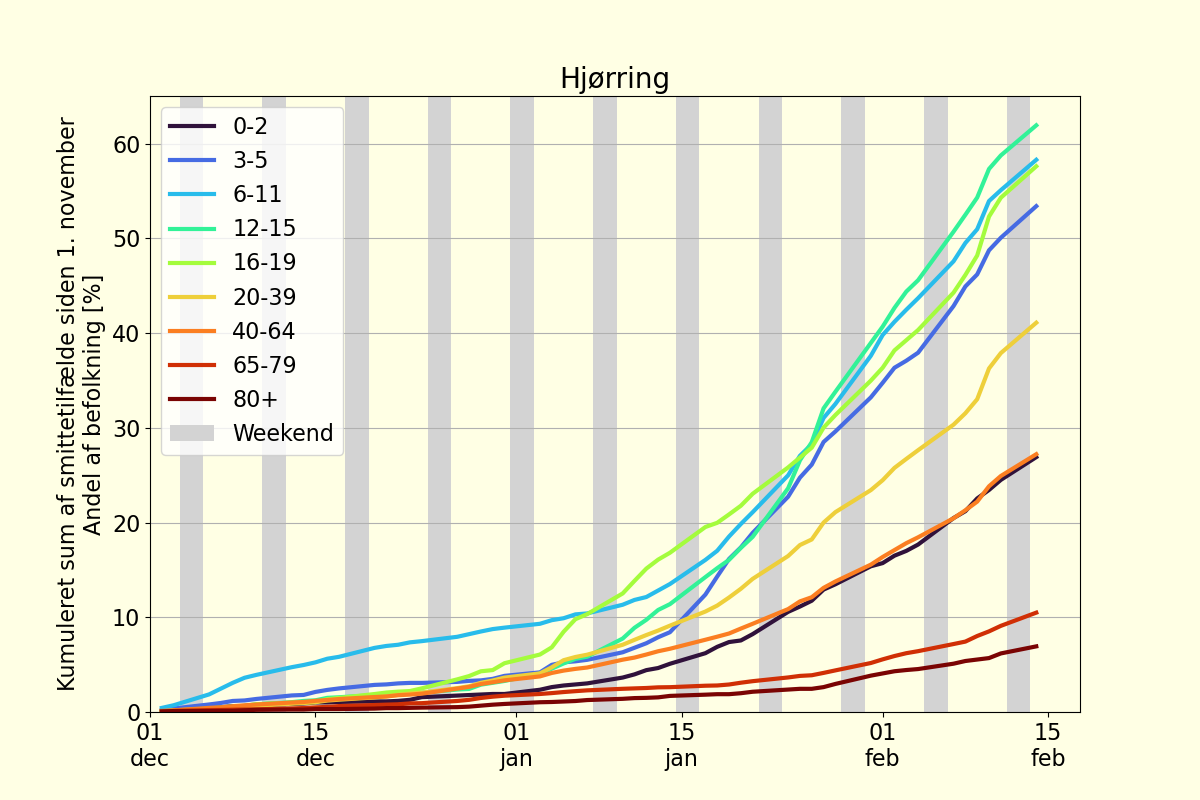 Hjørring
Kumuleret sum af smittetilfælde siden 1. november
Andel af befolkning [%]
60
50
40
30
20
10
0
0-2
3-5
6-11
12-15
16-19
20-39
40-64
65-79
80+
Weekend
01 15 01 15 01 15
dec dec jan jan feb feb